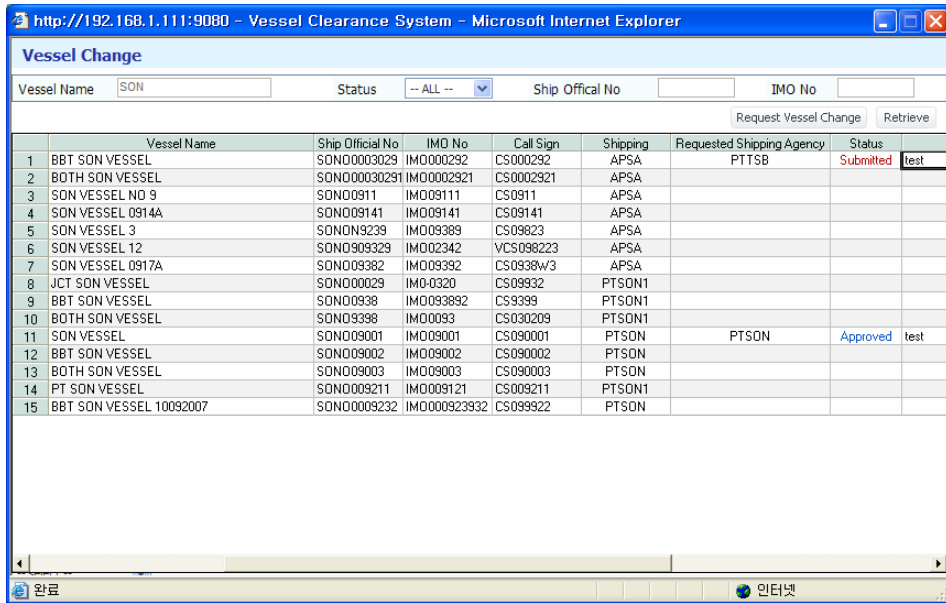 http://192.168.1.111:9080 - Vessel Clearance System - Microsoft Internet Explorer
Vessel Change
Vessel Name SON Status -- ALL -- Ship Offical No IMO No
Request Vessel Change Retrieve
Vessel Name Ship Official No IMO No Call Sign Shipping Requested Shipping Agency Status
1 BBT SON VESSEL SONO0003029 IMO000292 CS000292 APSA PTTSB Submitted test
2 BOTH SON VESSEL SONO00030291 IMO0002921 CS0002921 APSA
3 SON VESSEL NO 9 SONO0911 IMO09111 CS0911 APSA
4 SON VESSEL 0914A SONO09141 IMO09141 CS09141 APSA
5 SON VESSEL 3 SONON9239 IMO09389 CS09823 APSA
6 SON VESSEL 12 SONO909329 IMO02342 VCS098223 APSA
7 SON VESSEL 0917A SONO09382 IMO09392 CS0938W3 APSA
8 JCT SON VESSEL SONO00029 IMO-0320 CS09932 PTSON1
9 BBT SON VESSEL SONO0938 IMO093892 CS9399 PTSON1
10 BOTH SON VESSEL SONO9398 IMO0093 CS030209 PTSON1
11 SON VESSEL SONO09001 IMO09001 CS090001 PTSON PTSON Approved test
12 BBT SON VESSEL SONO09002 IMO09002 CS090002 PTSON
13 BOTH SON VESSEL SONO09003 IMO09003 CS090003 PTSON
14 PT SON VESSEL SONO009211 IMO009121 CS009211 PTSON1
15 BBT SON VESSEL 10092007 SONO0009232 IMO000923932 CS099922 PTSON
완료 인터넷